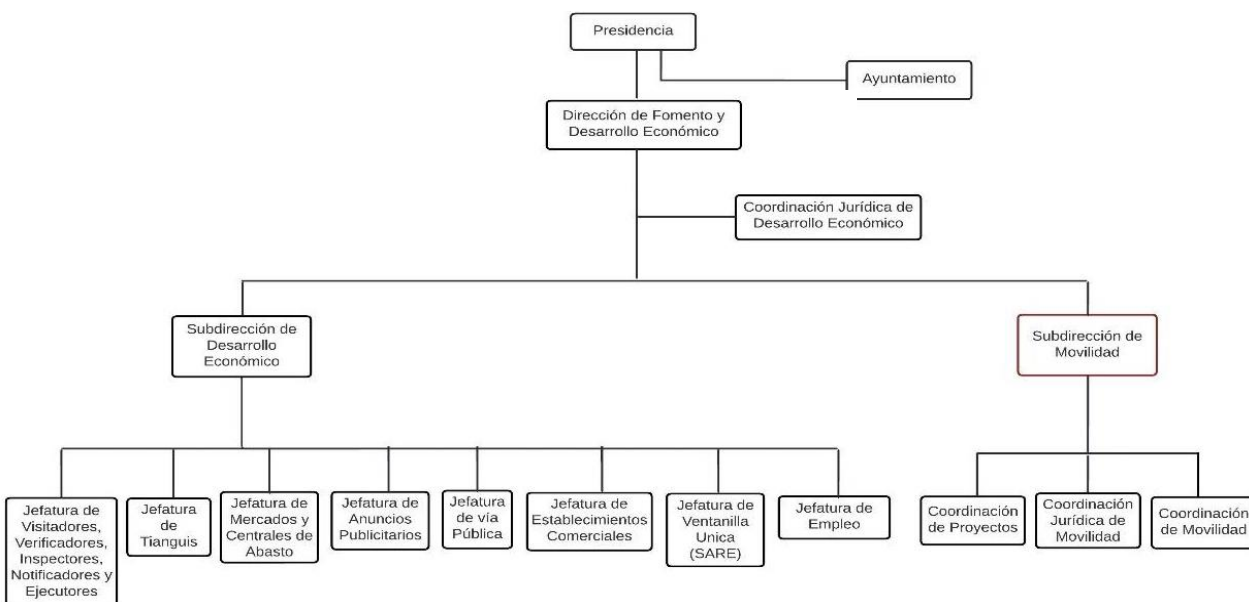 Presidencia
Ayuntamiento
Dirección de Fomento y
Desarrollo Económico
Coordinación Jurídica de
Desarrollo Económico
Subdirección de
Desarrollo
Económico
Subdirección de
Movilidad
Jefatura de
Visitadores,
Verificadores,
Inspectores,
Notificadores y
Ejecutores
Jefatura
de
Tianguis
Jefatura de
Mercados y
Centrales de
Abasto
Jefatura de
Anuncios
Publicitarios
Jefatura
de vía
Pública
Jefatura de
Establecimientos
Comerciales
Jefatura de
Ventanilla
Unica
(SARE)
Jefatura de
Empleo
Coordinación
de Proyectos
Coordinación
Jurídica de
Movilidad
Coordinación
de Movilidad